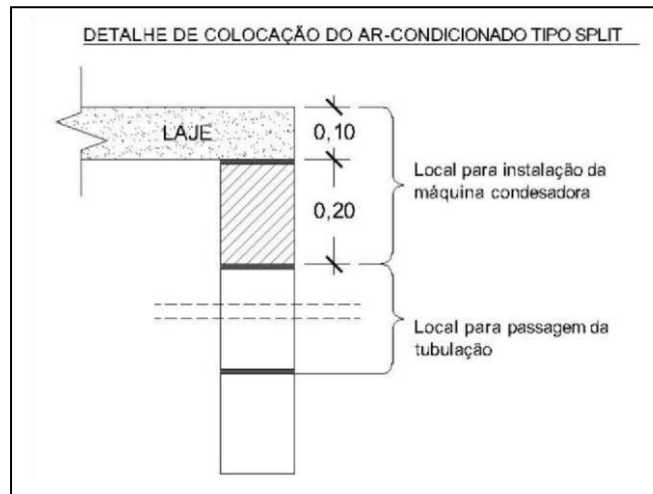 DETALHE DE COLOCAÇÃO DO AR-CONDICIONADO TIPO SPLIT
LAJE
0,10
Local para instalação da
máquina condesadora
0,20
Local para passagem da
tubulação